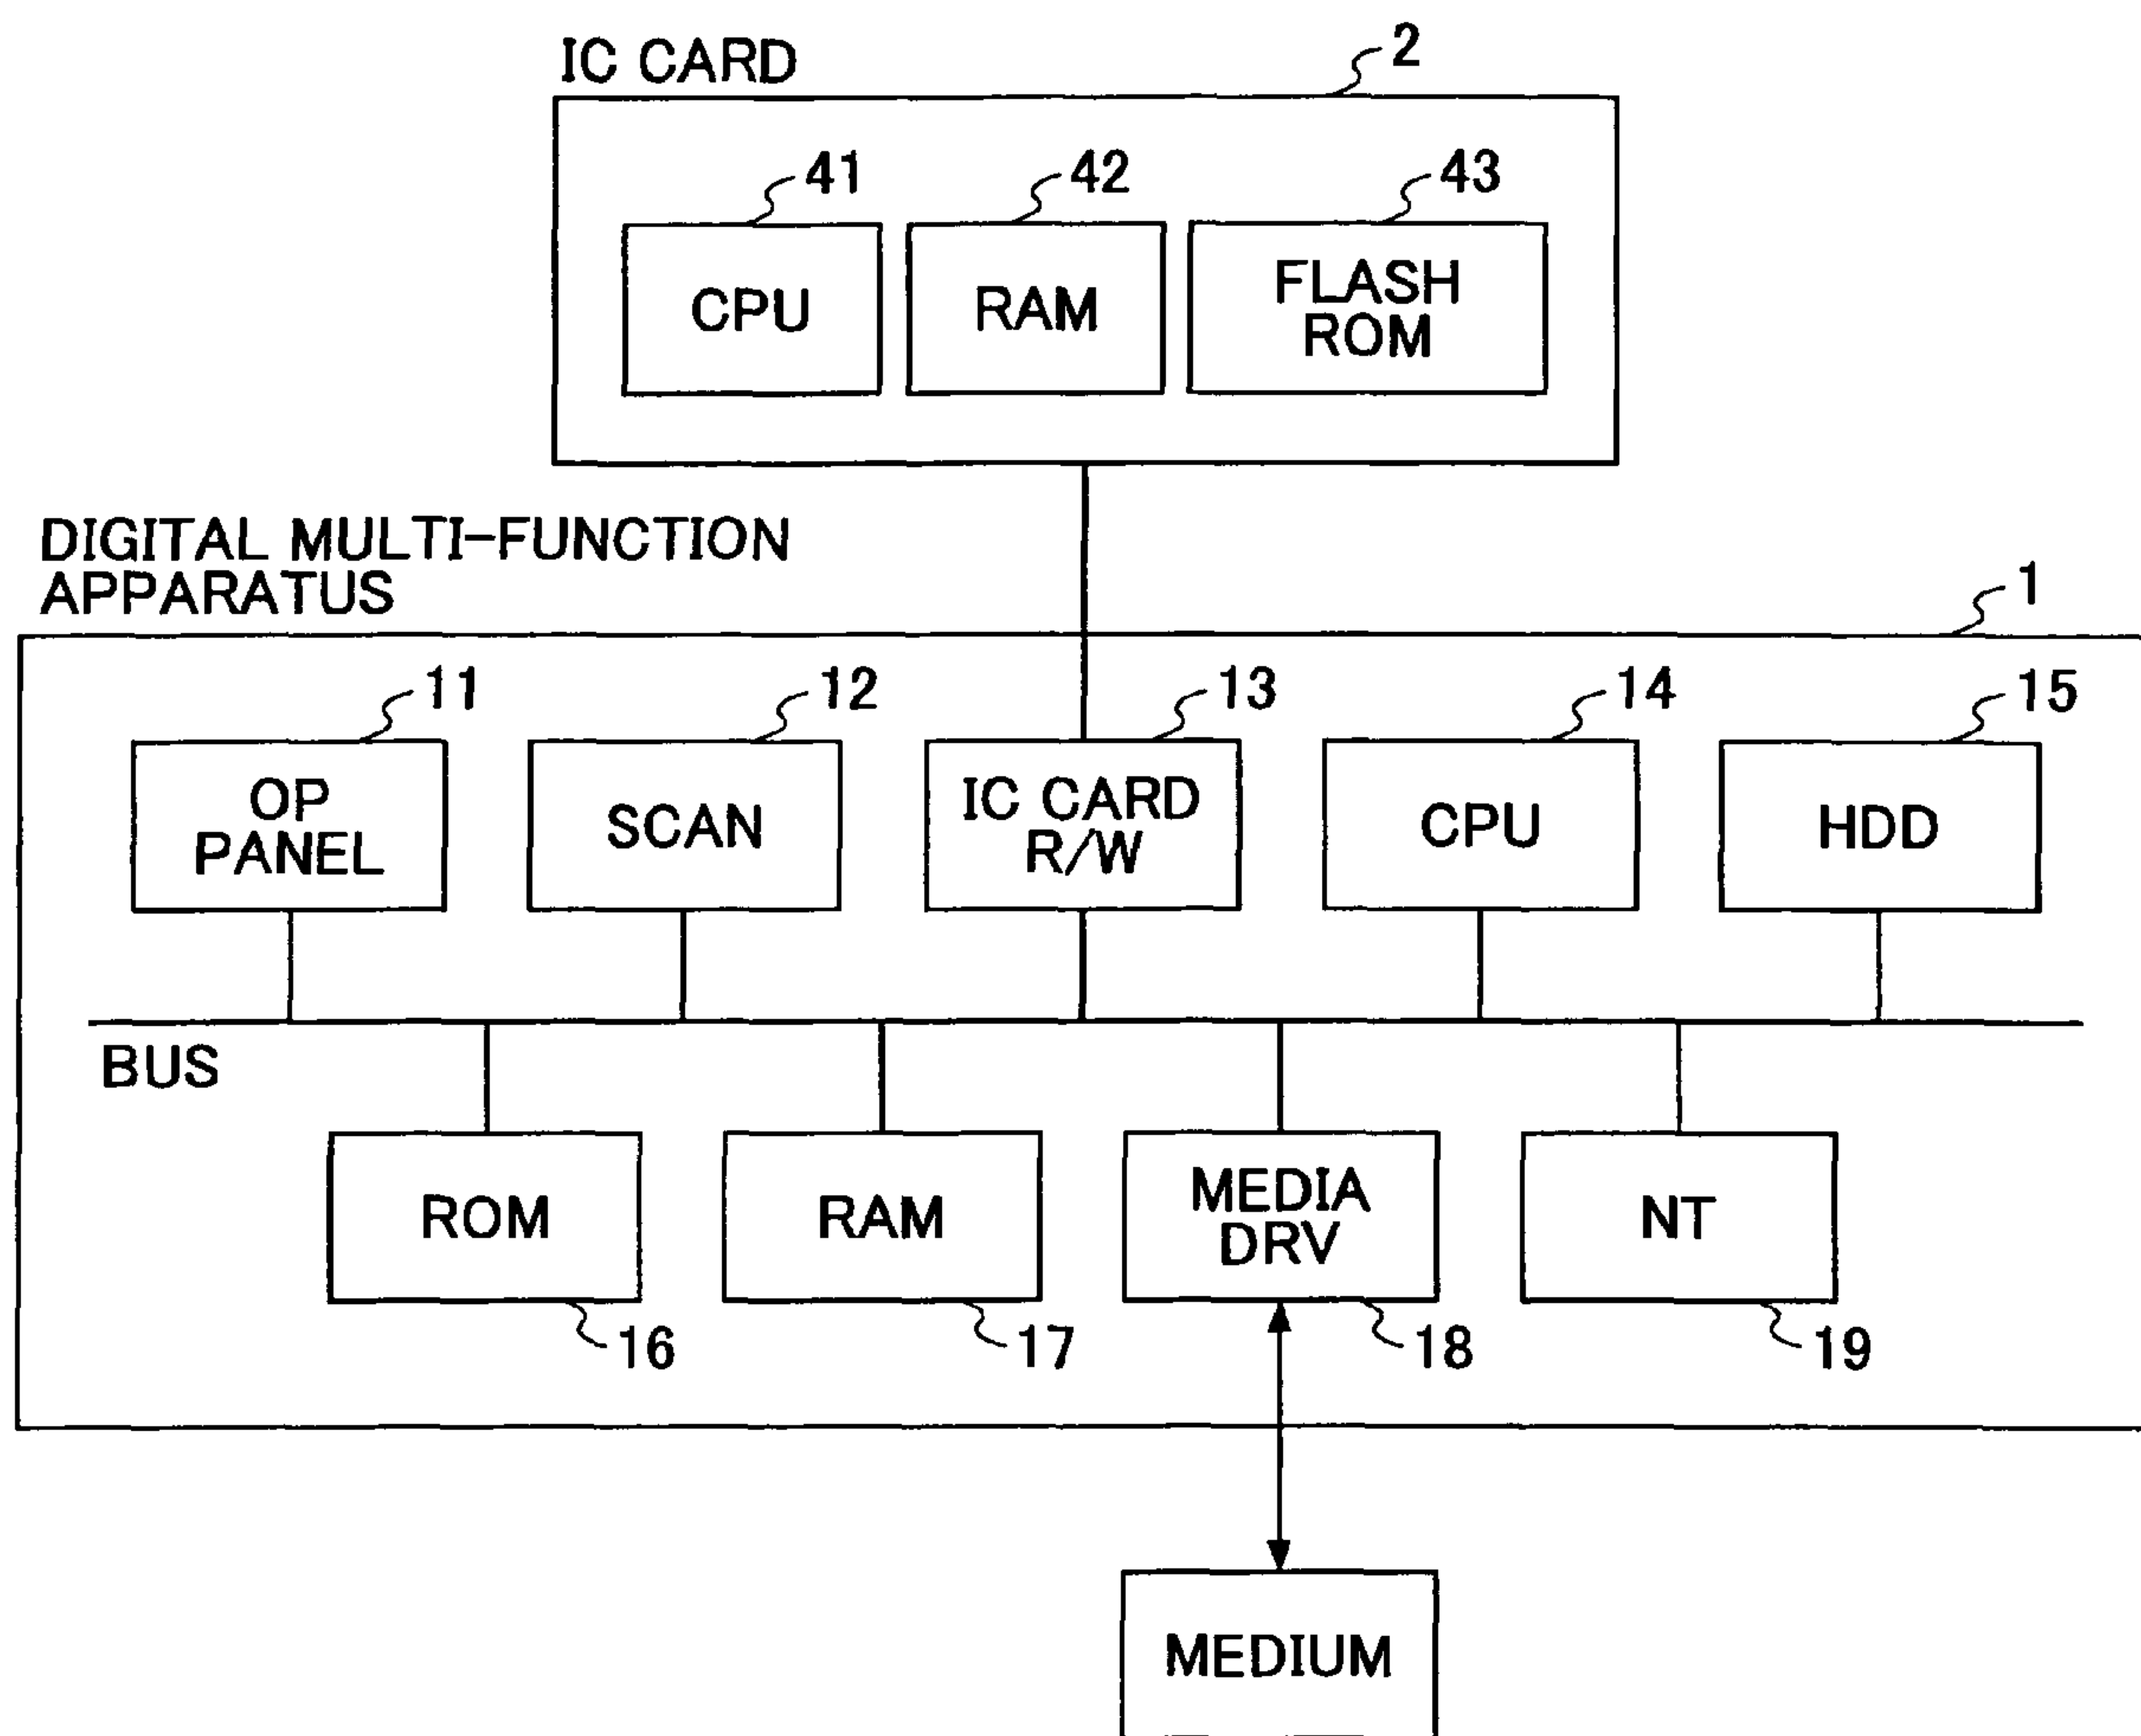 IC CARD
2
41
42
43
CPU
RAM
FLASH
ROM
DIGITAL MULTI-FUNCTION
APPARATUS
1
11
12
13
14
15
OP
PANEL
SCAN
IC CARD
R/W
CPU
HDD
BUS
ROM
RAM
MEDIA
DRV
NT
16
17
18
19
MEDIUM